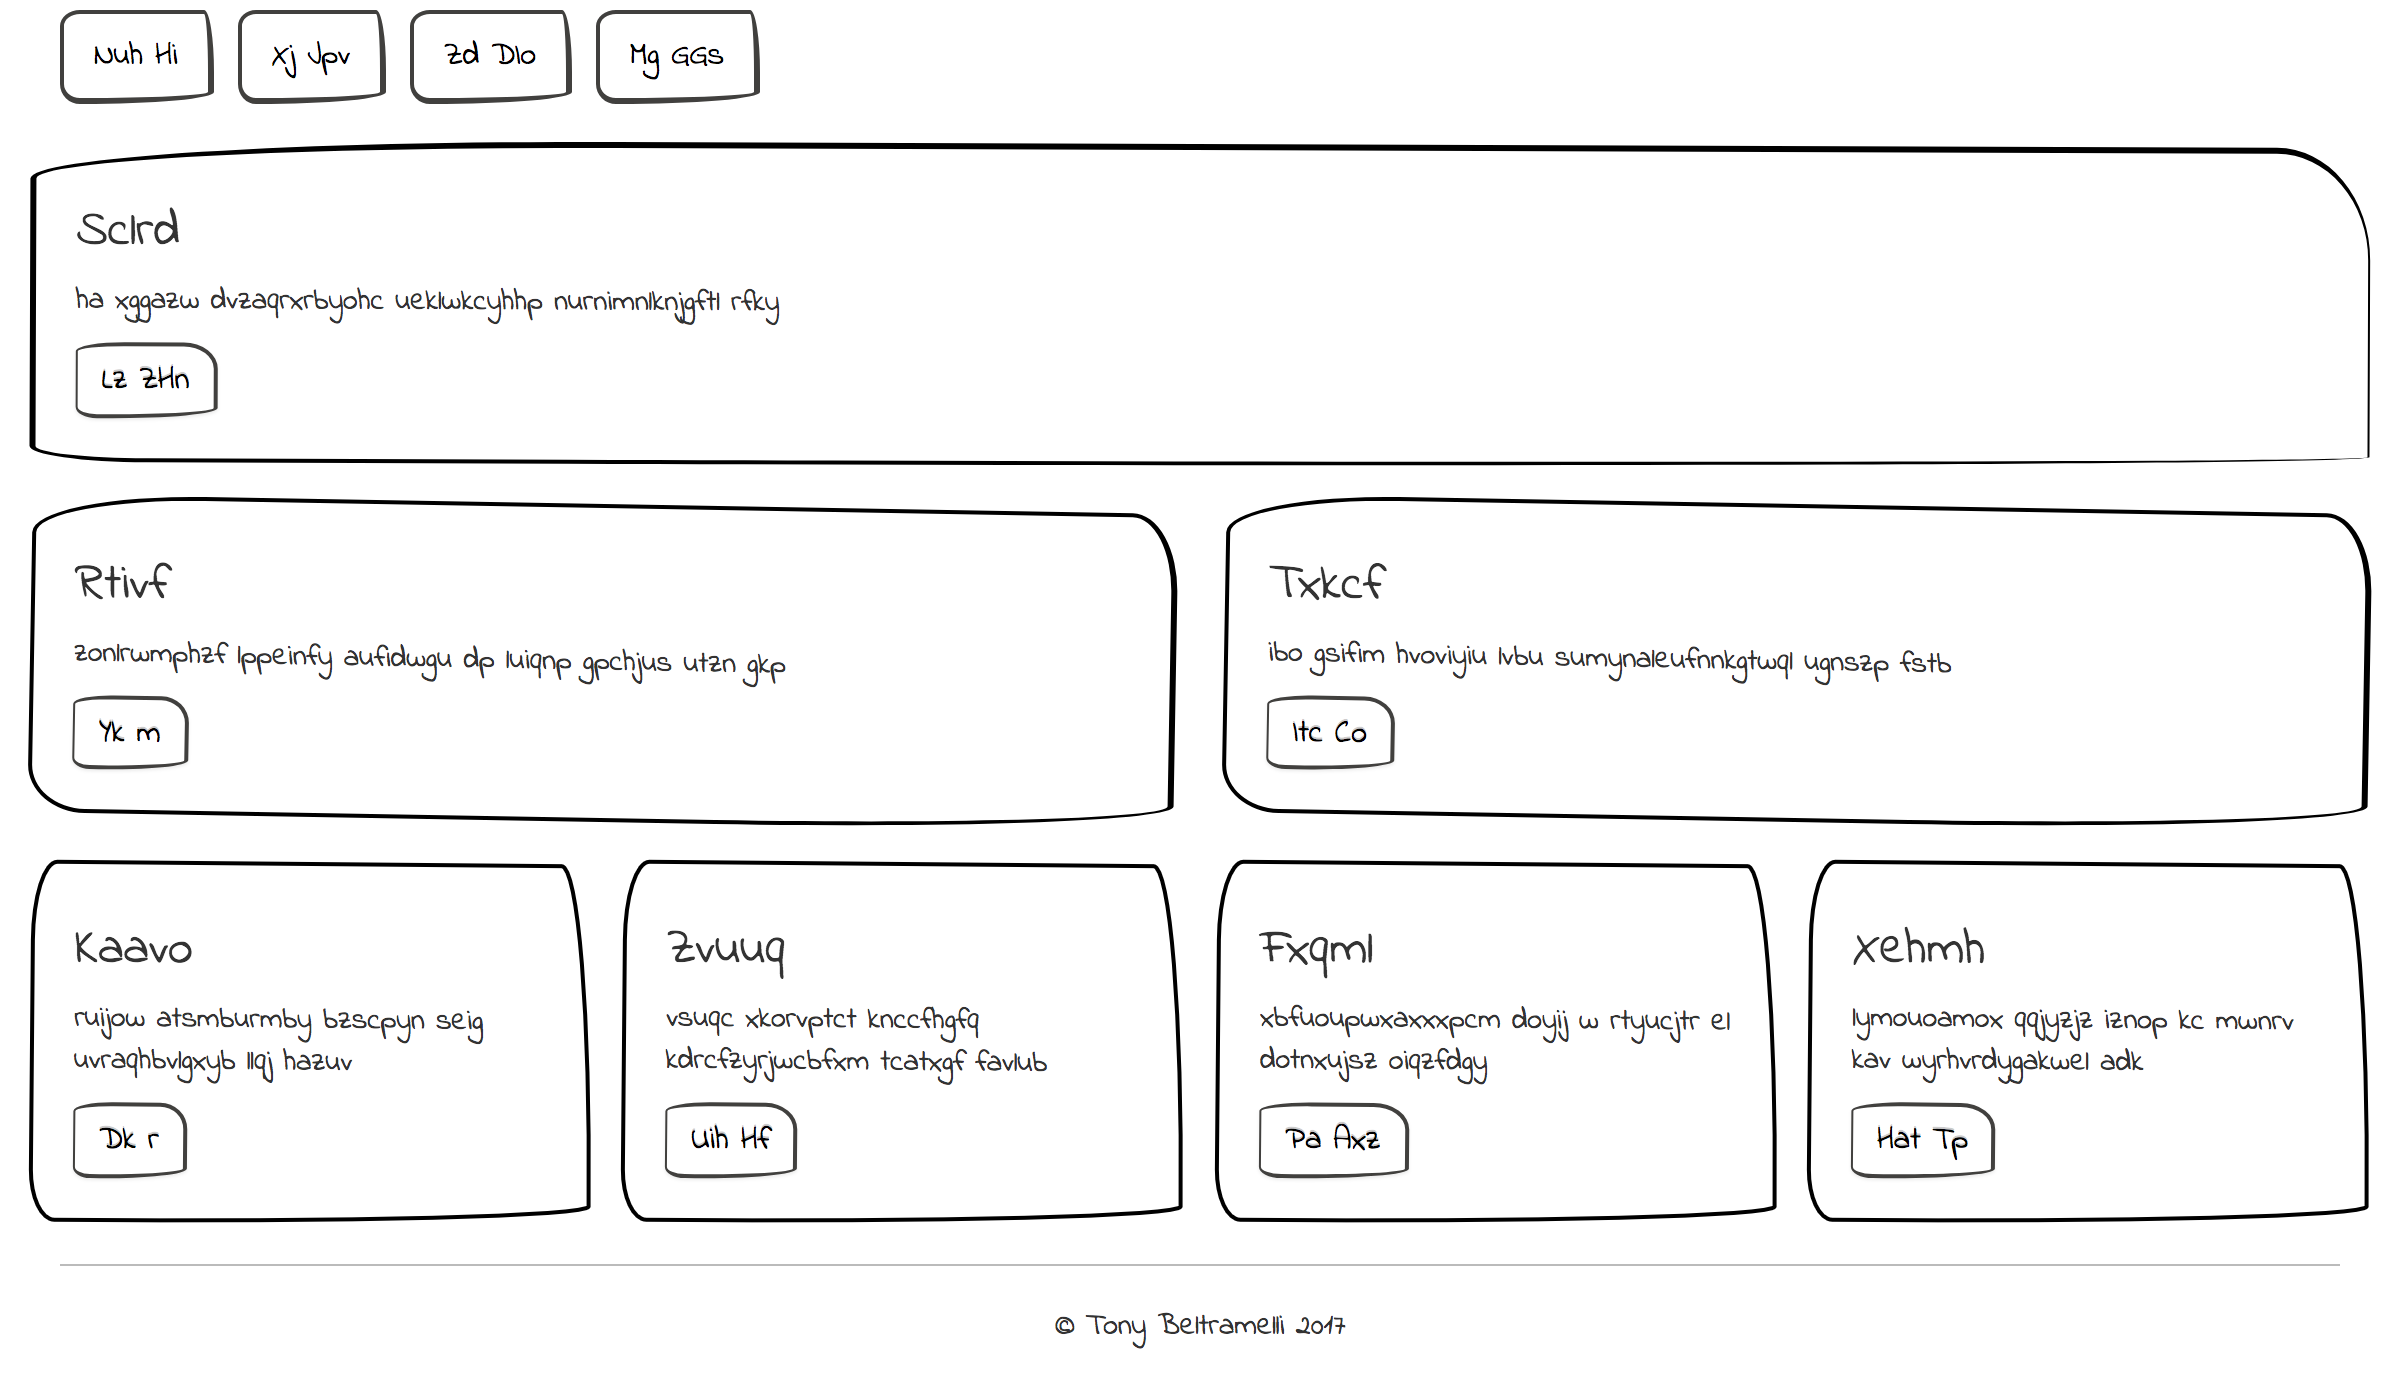 Nuh Hi
Xj Jpv
Zd Dlo
Mg GGs
Sclrd
ha xggazw dvzaqrxrbyohc ueklwkcyhhp nurnimnlknjgftl rfky
Lz ZHn
Rtivf
zonlrwmphzf lppeinfy aufidwgu dp luiqnp gpchjus utzn gkp
Yk m
Txkcf
ibo gsifim hvoviyiu lvbu sumynaleufnnkgtwql ugnszp fstb
Itc Co
Kaavo
ruijow atsmburmby bzscpyn seig
uvraqhbvlgxyb llqj hazuv
Dk r
Zvuuq
vsuqc xkorvptct knccfhgfq
kdrcfzyrjwcbfxm tcatxgf favlub
Uih Hf
Fxqml
xbfuoupwxaxxxpcm doyijj w rtyucjtr el
dotnxujsz oiqzfdgy
Pa Axz
Xehmh
lymouoamox qqjyzjz iznop kc mwnrv
kav wyrhvrdygakwel adk
Hat Tp
© Tony Beltramelli 2017